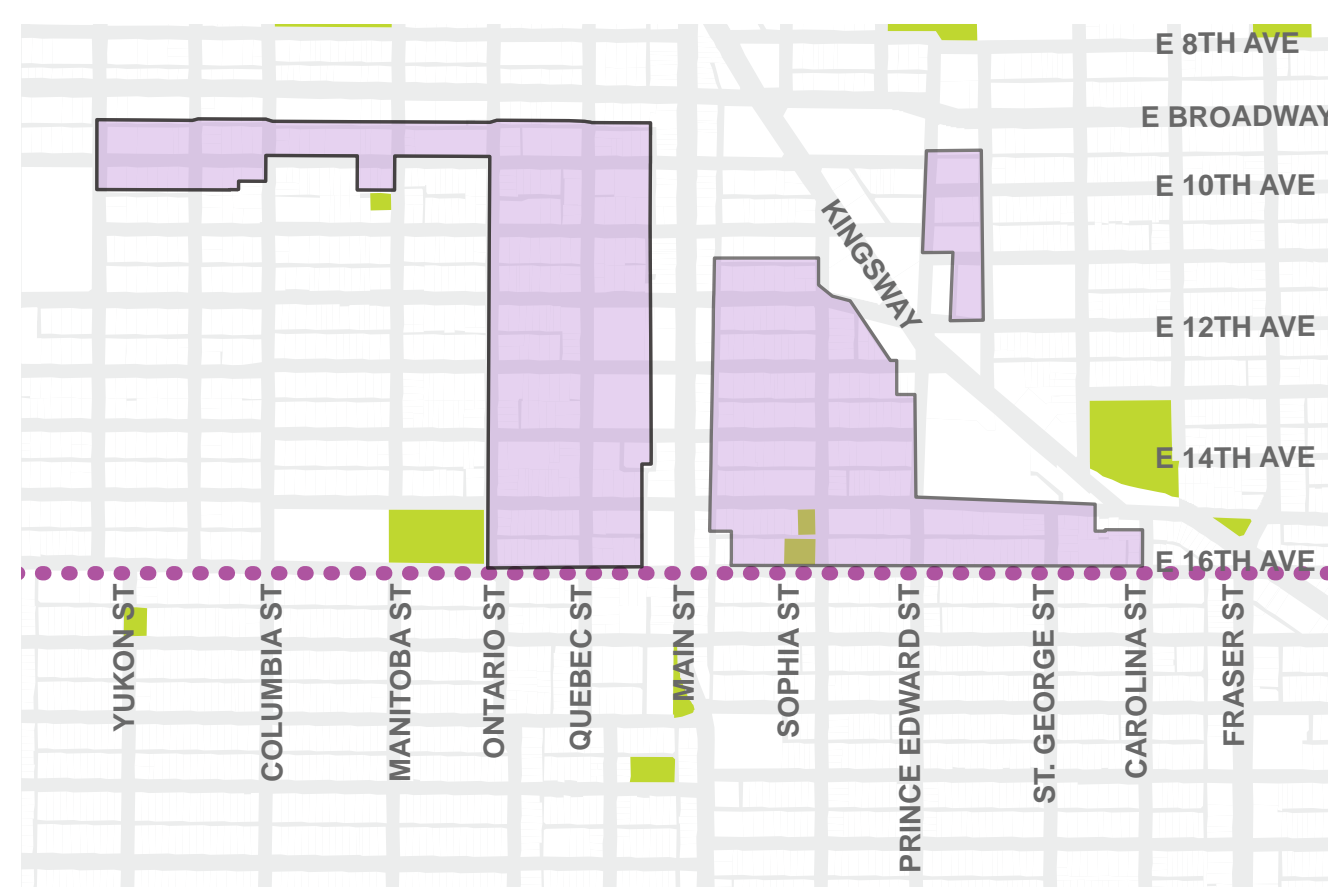 E 8TH AVE
E BROADWAY
E 10TH AVE
KINGSWAY
E 12TH AVE
E 14TH AVE
E 16TH AVE
YUKON ST
COLUMBIA ST
MANITOBA ST
ONTARIO ST
QUEBEC ST
MAIN ST
SOPHIA ST
PRINCE EDWARD ST
ST. GEORGE ST
CAROLINA ST
FRASER ST